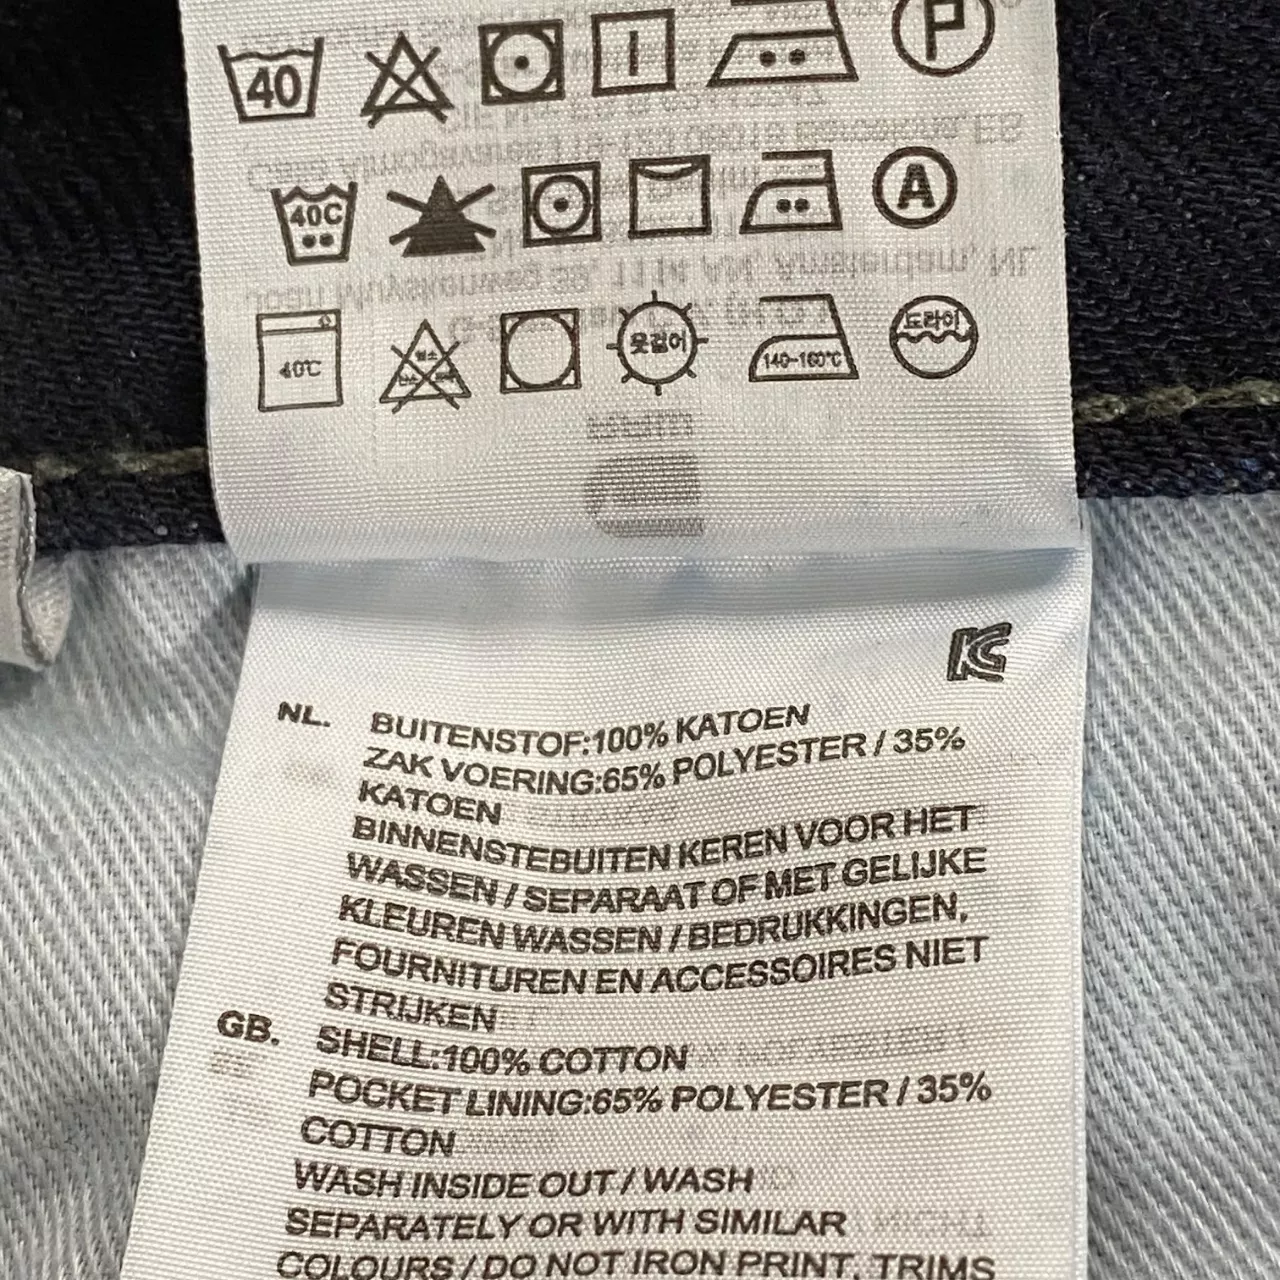 40
P
40C
A
40℃
염소
옷걸이
140-160℃
드라이
NL. BUITENSTOF:100% KATOEN
ZAK VOERING:65% POLYESTER / 35%
KATOEN
BINNENSTEBUITEN KEREN VOOR HET
WASSEN / SEPARAAT OF MET GELIJKE
KLEUREN WASSEN / BEDRUKKINGEN,
FOURNITUREN EN ACCESSOIRES NIET
STRIJKEN
GB. SHELL:100% COTTON
POCKET LINING:65% POLYESTER / 35%
COTTON
WASH INSIDE OUT / WASH
SEPARATELY OR WITH SIMILAR
COLOURS / DO NOT IRON PRINT, TRIMS